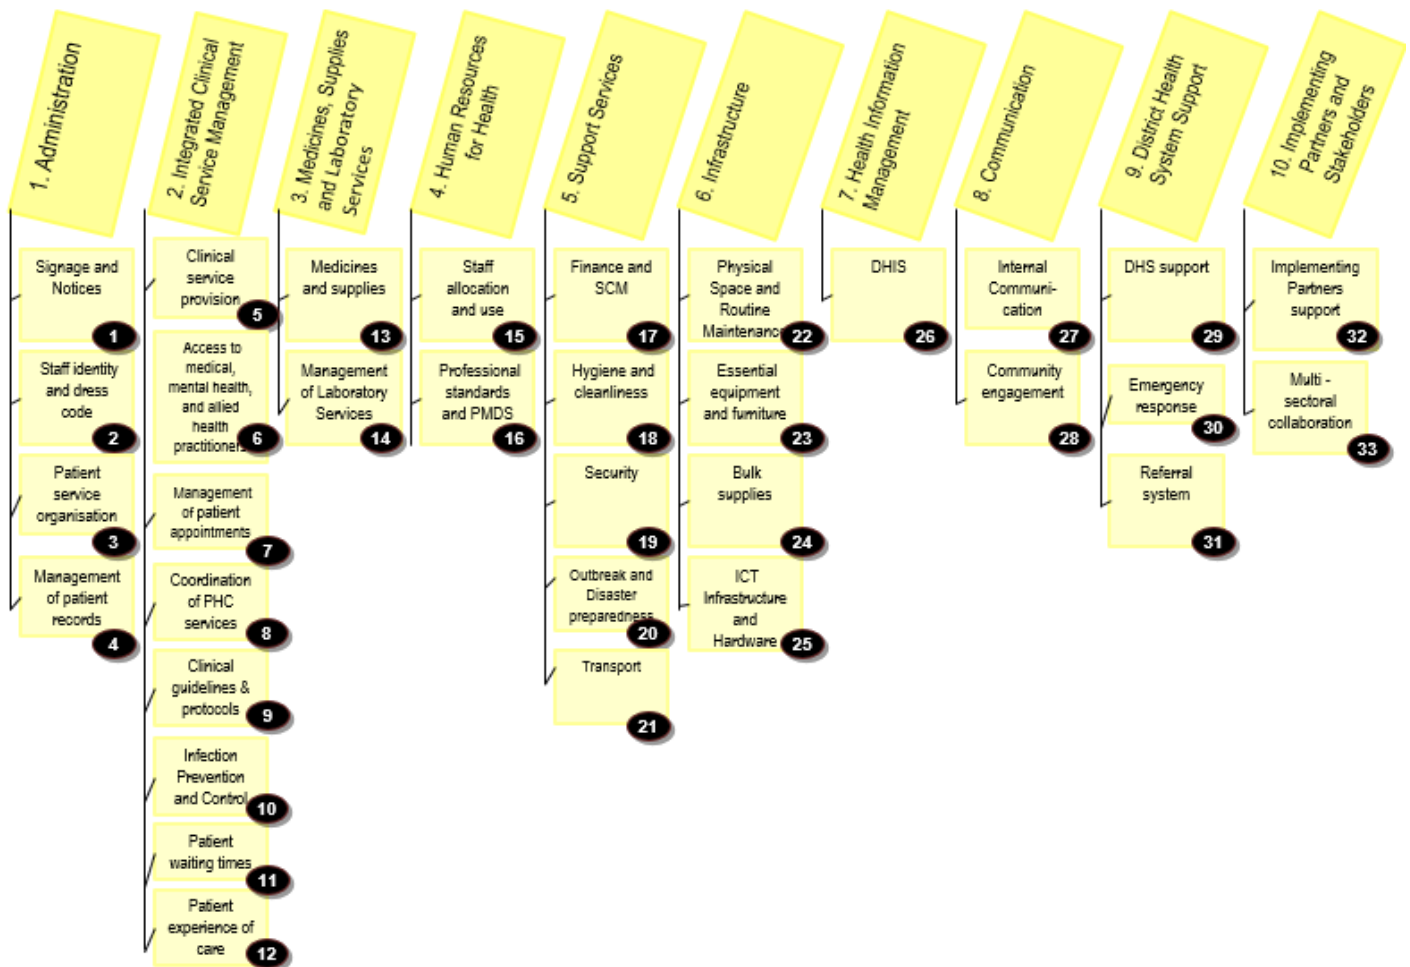 1. Administration
Signage and
Notices
1
Staff identity
and dress
code
2
Patient
service
organisation
3
Management
of patient
records
4
2. Integrated Clinical
Service Management
Clinical
service
provision
5
Access to
medical,
mental health,
and allied
health
practitioners
6
Management
of patient
appointments
7
Coordination
of PHC
services
8
Clinical
guidelines &
protocols
9
Infection
Prevention
and Control
10
Patient
waiting times
11
Patient
experience of
care
12
3. Medicines, Supplies
and Laboratory
Services
Medicines
and supplies
13
Management
of Laboratory
Services
14
4. Human Resources
for Health
Staff
allocation
and use
15
Professional
standards
and PMDS
16
5. Support Services
Finance and
SCM
17
Hygiene and
cleanliness
18
Security
19
Outbreak and
Disaster
preparedness
20
Transport
21
6. Infrastructure
Physical
Space and
Routine
Maintenance
22
Essential
equipment
and furniture
23
Bulk
supplies
24
ICT
Infrastructure
and
Hardware
25
7. Health Information
Management
DHIS
26
8. Communication
Internal
Communi-
cation
27
Community
engagement
28
9. District Health
System Support
DHS support
29
Emergency
response
30
Referral
system
31
10. Implementing
Partners and
Stakeholders
Implementing
Partners
support
32
Multi -
sectoral
collaboration
33